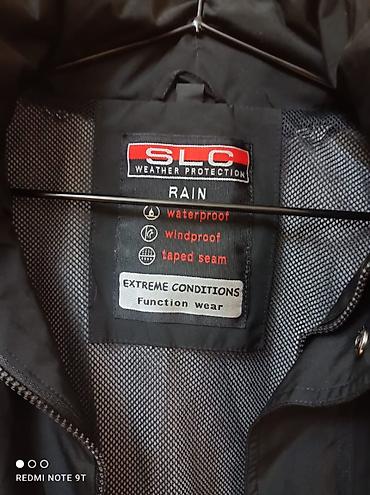 SLC
WEATHER PROTECTION
RAIN
waterproof
windproof
taped seam
EXTREME CONDITIONS
Function wear
REDMI NOTE 9T